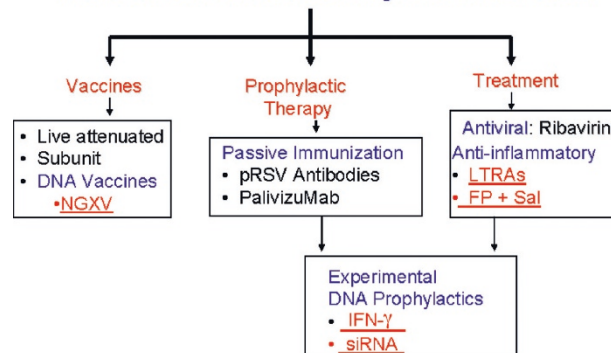 Vaccines
Prophylactic
Therapy
Treatment
• Live attenuated
• Subunit
• DNA Vaccines
•NGXV
Passive Immunization
• pRSV Antibodies
• PalivizuMab
Antiviral: Ribavirin
Anti-inflammatory
• LTRAs
• FP + Sal
Experimental
DNA Prophylactics
• IFN-γ
• siRNA